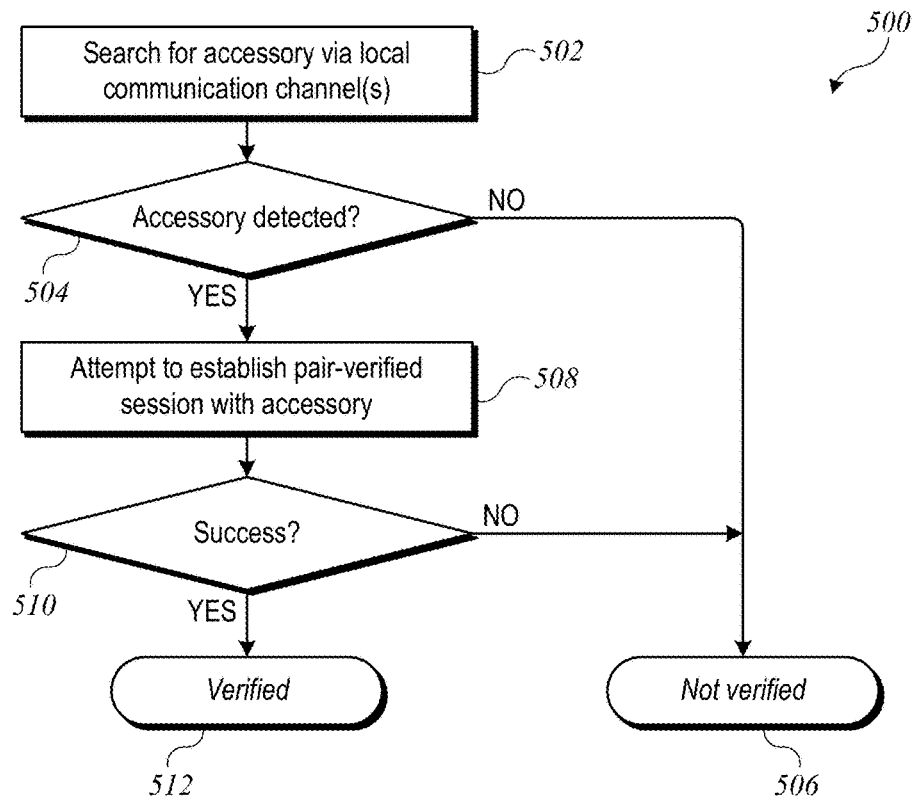 500
Search for accessory via local
communication channel(s)
502
Accessory detected?
NO
504
YES
Attempt to establish pair-verified
session with accessory
508
Success?
NO
510
YES
Verified
Not verified
512
506